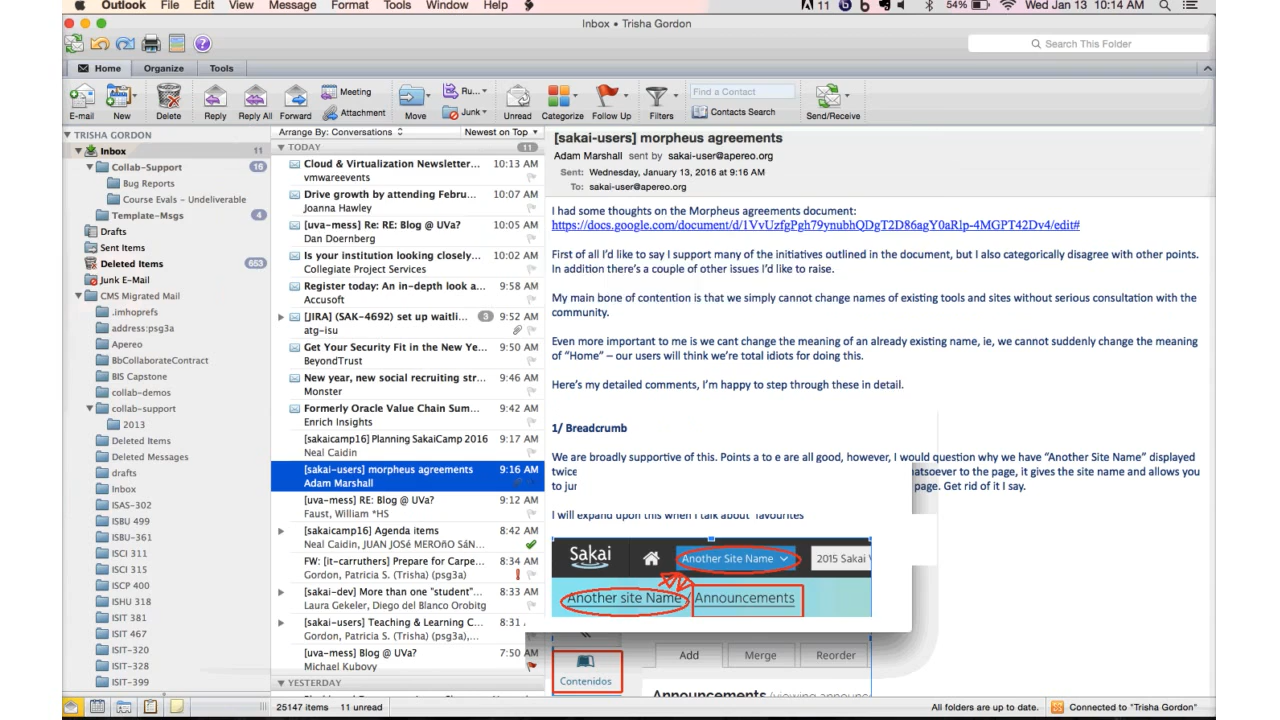 Outlook File Edit View Message Format Tools Window Help
11 54% Wed Jan 13 10:14 AM
Inbox • Trisha Gordon
Search This Folder
Home Organize Tools
E-mail New Delete Reply Reply All Forward Meeting Attachment Move Ru... Junk Unread Categorize Follow Up Filters Find a Contact Contacts Search Send/Receive
TRISHA GORDON
Inbox 11
Collab-Support 16
Bug Reports
Course Evals - Undeliverable
Template-Msgs 4
Drafts
Sent Items
Deleted Items 653
Junk E-Mail
CMS Migrated Mail
.imhoprefs
address:psg3a
Apereo
BbCollaborateContract
BIS Capstone
collab-demos
collab-support
2013
Deleted Items
Deleted Messages
drafts
Inbox
ISAS-302
ISBU 499
ISBU-361
ISCI 311
ISCI 315
ISCP 400
ISHU 318
ISIT 381
ISIT 467
ISIT-320
ISIT-328
ISIT-399
Arrange By: Conversations Newest on Top
TODAY 11
Cloud & Virtualization Newsletter... 10:13 AM
vmwareevents
Drive growth by attending Febru... 10:07 AM
Joanna Hawley
[uva-mess] Re: RE: Blog @ UVa? 10:05 AM
Dan Doernberg
Is your institution looking closely... 10:02 AM
Collegiate Project Services
Register today: An in-depth look a... 9:58 AM
Accusoft
[JIRA] (SAK-4692) set up waitli... 3 9:52 AM
atg-isu
Get Your Security Fit in the New Ye... 9:50 AM
BeyondTrust
New year, new social recruiting str... 9:46 AM
Monster
Formerly Oracle Value Chain Sum... 9:42 AM
Enrich Insights
[sakaicamp16] Planning SakaiCamp 2016 9:17 AM
Neal Caidin
[sakai-users] morpheus agreements 9:16 AM
Adam Marshall
[uva-mess] RE: Blog @ UVa? 9:12 AM
Faust, William *HS
[sakaicamp16] Agenda items 8:42 AM
Neal Caidin, JUAN JOSé MEROñO SáN...
FW: [it-carruthers] Prepare for Carpe... 8:34 AM
Gordon, Patricia S. (Trisha) (psg3a)
[sakai-dev] More than one "student"... 8:33 AM
Laura Gekeler, Diego del Blanco Orobitg
[sakai-users] Teaching & Learning C... 8:31
Gordon, Patricia S. (Trisha) (psg3a),...
[uva-mess] Blog @ UVa? 7:50 AM
Michael Kubovy
YESTERDAY
[sakai-users] morpheus agreements
Adam Marshall sent by sakai-user@apereo.org
Sent: Wednesday, January 13, 2016 at 9:16 AM
To: sakai-user@apereo.org
I had some thoughts on the Morpheus agreements document:
https://docs.google.com/document/d/1VvUzfgPgh79ynubhQDgT2D86agY0aRlp-4MGPT42Dv4/edit#
First of all I'd like to say I support many of the initiatives outlined in the document, but I also categorically disagree with other points.
In addition there's a couple of other issues I'd like to raise.
My main bone of contention is that we simply cannot change names of existing tools and sites without serious consultation with the
community.
Even more important to me is we cant change the meaning of an already existing name, ie, we cannot suddenly change the meaning
of “Home” – our users will think we're total idiots for doing this.
Here's my detailed comments, I'm happy to step through these in detail.
1/ Breadcrumb
We are broadly supportive of this. Points a to e are all good, however, I would question why we have “Another Site Name” displayed
twice hatsoever to the page, it gives the site name and allows you
to jur page. Get rid of it I say.
I will expand upon this when I talk about 'favourites
Sakai Another Site Name 2015 Sakai
Another site Name / Announcements
Contenidos Add Merge Reorder
Announcements (viewing announce
25147 items 11 unread All folders are up to date. Connected to "Trisha Gordon"